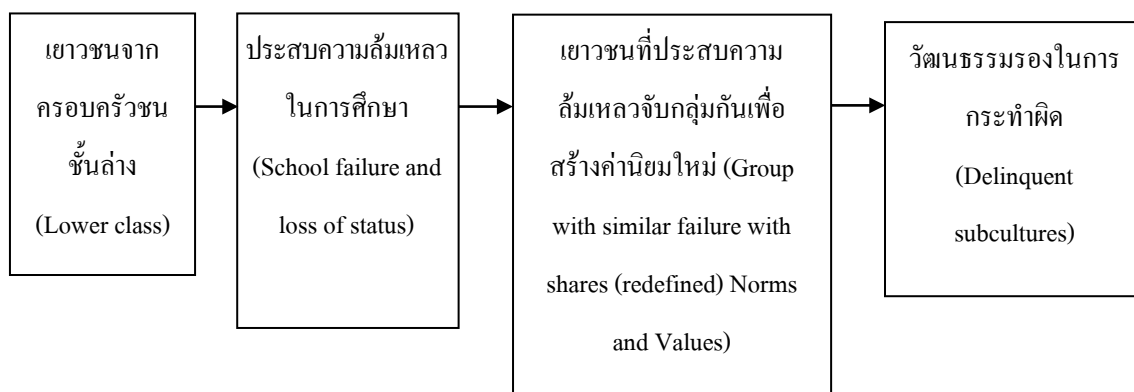 เยาวชนจาก
ครอบครัวชน
ชั้นล่าง
(Lower class)
ประสบความล้มเหลว
ในการศึกษา
(School failure and
loss of status)
เยาวชนที่ประสบความ
ล้มเหลวจับกลุ่มกันเพื่อ
สร้างค่านิยมใหม่ (Group
with similar failure with
shares (redefined) Norms
and Values)
วัฒนธรรมรองในการ
กระทำผิด
(Delinquent
subcultures)